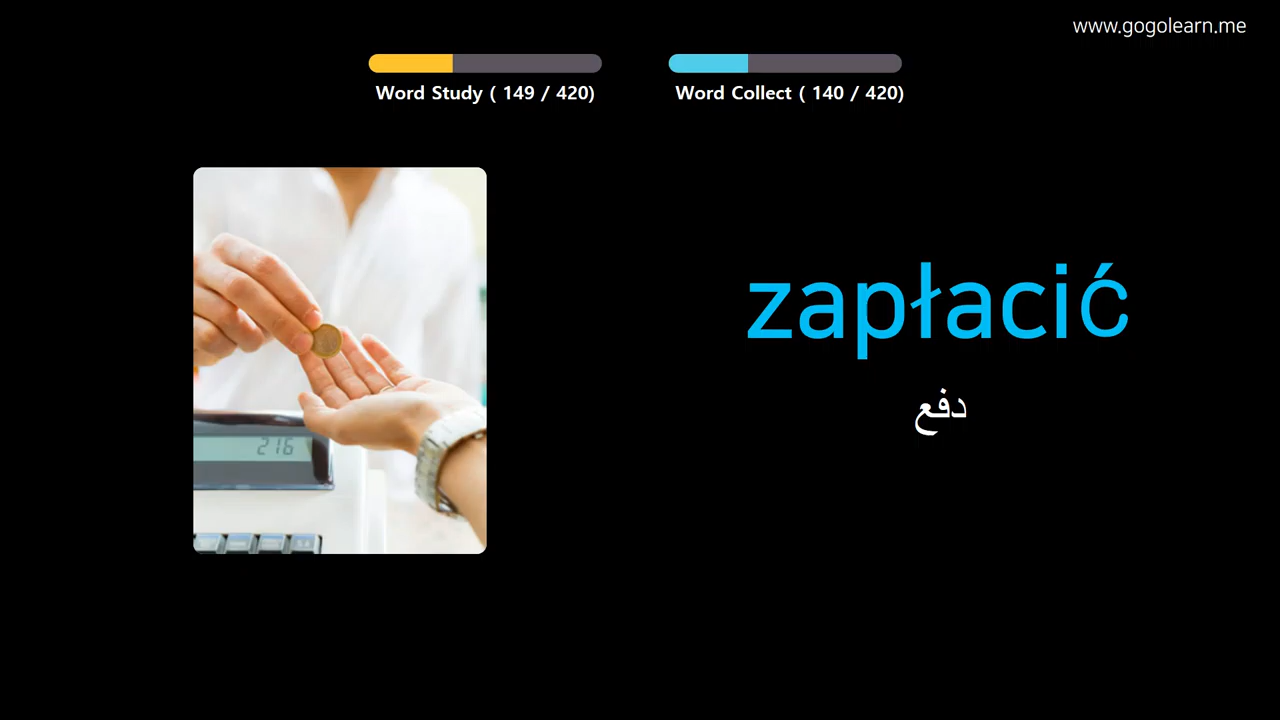 www.gogolearn.me
Word Study ( 149 / 420)
Word Collect ( 140 / 420)
zapłacić
دفع
216